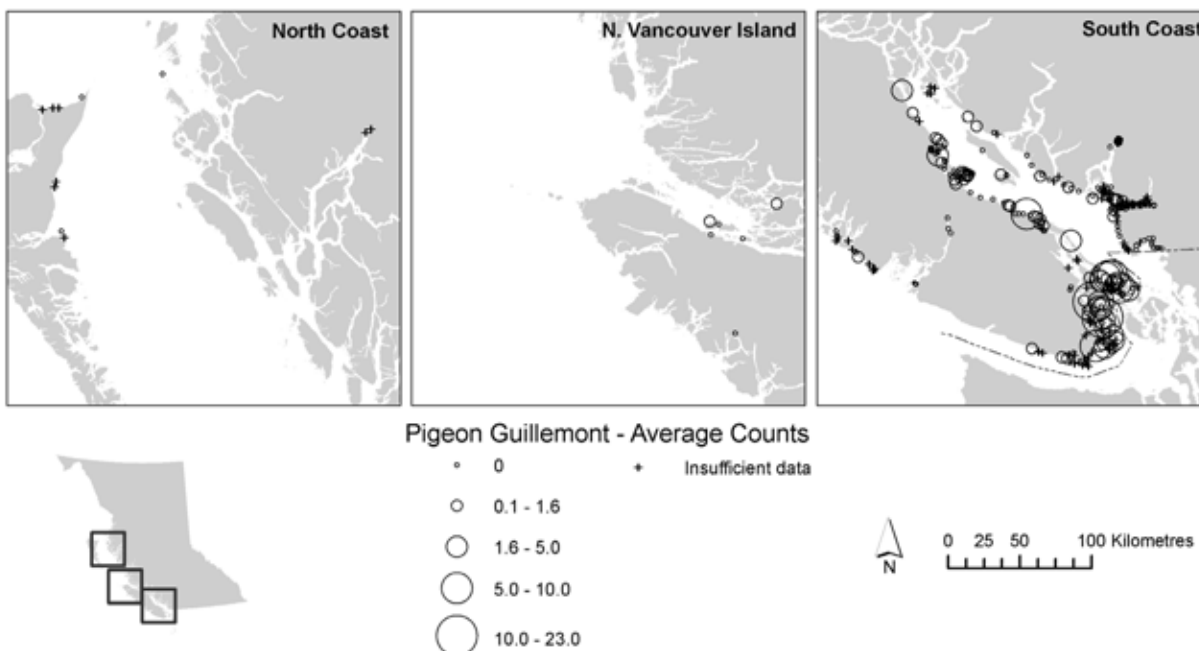 North Coast
N. Vancouver Island
South Coast
Pigeon Guillemont - Average Counts
0
Insufficient data
0.1 - 1.6
1.6 - 5.0
5.0 - 10.0
10.0 - 23.0
N
0 25 50 100 Kilometres